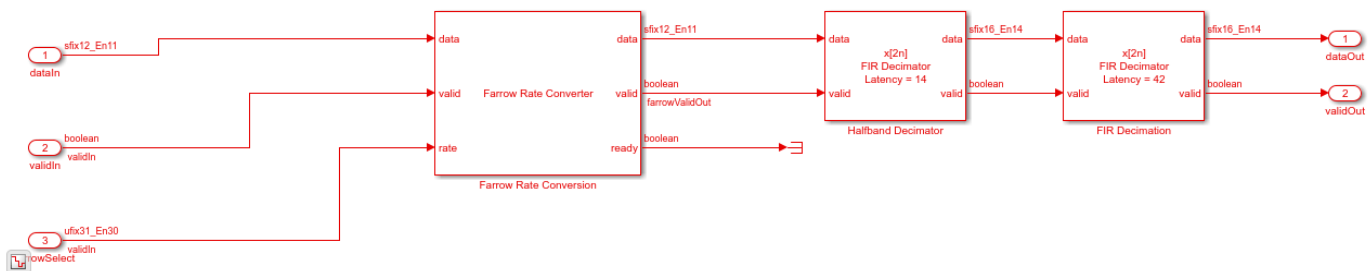 1
sfix12_En11
dataIn
2
boolean
validIn
validIn
3
ufix31_En30
validIn
rowSelect
data
valid
rate
Farrow Rate Converter
data
valid
ready
Farrow Rate Conversion
sfix12_En11
boolean
farrowValidOut
boolean
data
valid
x[2n]
FIR Decimator
Latency = 14
Halfband Decimator
sfix16_En14
boolean
data
valid
x[2n]
FIR Decimator
Latency = 42
data
valid
FIR Decimation
data
valid
sfix16_En14
boolean
1
dataOut
2
validOut